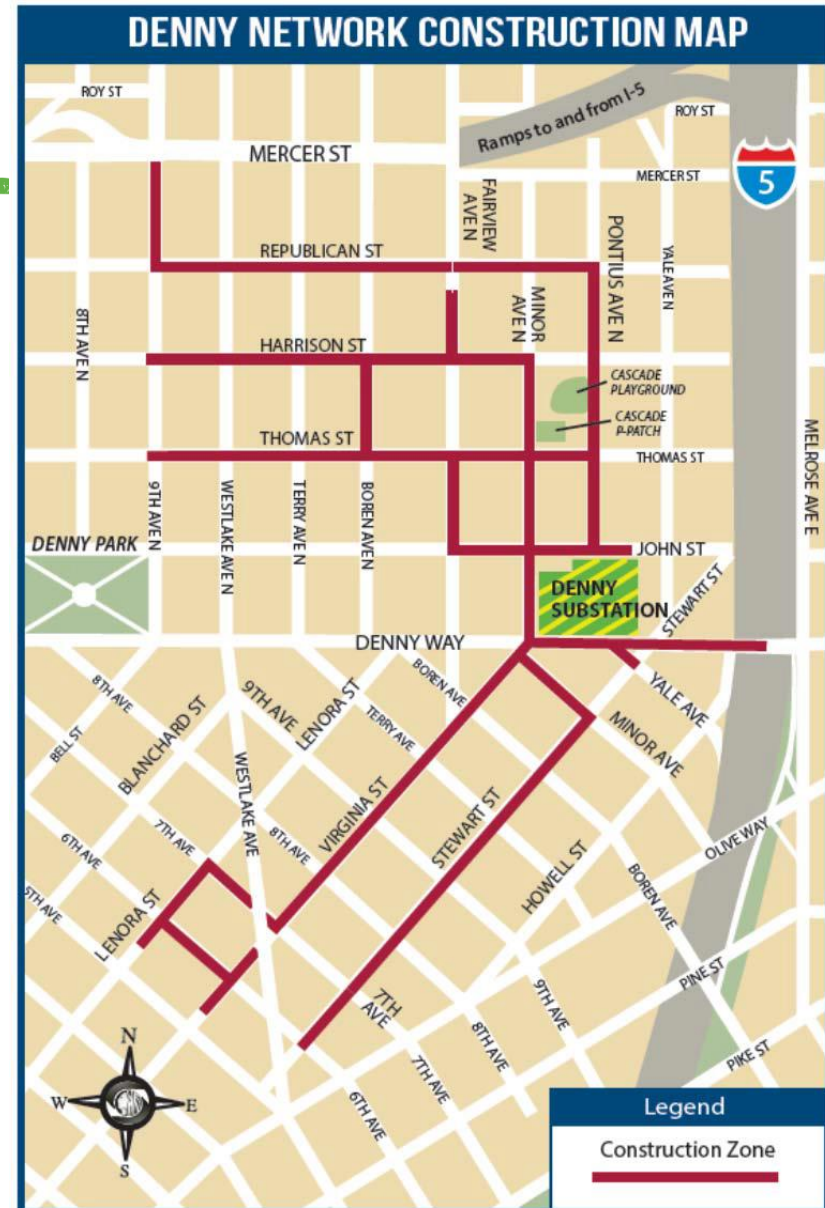 DENNY NETWORK CONSTRUCTION MAP
ROY ST
Ramps to and from I-5
ROY ST
MERCER ST
MERCER ST
5
FAIRVIEW
AVE N
PONTIUS AVE N
YALE AVE N
REPUBLICAN ST
MINOR
AVE N
8TH AVE N
HARRISON ST
CASCADE
PLAYGROUND
CASCADE
P-PATCH
THOMAS ST
THOMAS ST
MELROSE AVE E
9TH AVE N
WESTLAKE AVE N
TERRY AVE N
BOREN AVE N
DENNY PARK
JOHN ST
DENNY
SUBSTATION
STEWART ST
DENNY WAY
8TH AVE
9TH AVE
LENORA ST
BOREN AVE
TERRY AVE
YALE AVE
BELL ST
BLANCHARD ST
MINOR AVE
WESTLAKE AVE
VIRGINIA ST
STEWART ST
6TH AVE
7TH AVE
8TH AVE
HOWELL ST
OLIVE WAY
5TH AVE
LENORA ST
BOREN AVE
PINE ST
7TH
AVE
9TH AVE
8TH AVE
7TH AVE
PIKE ST
6TH AVE
N
W
E
S
Legend
Construction Zone